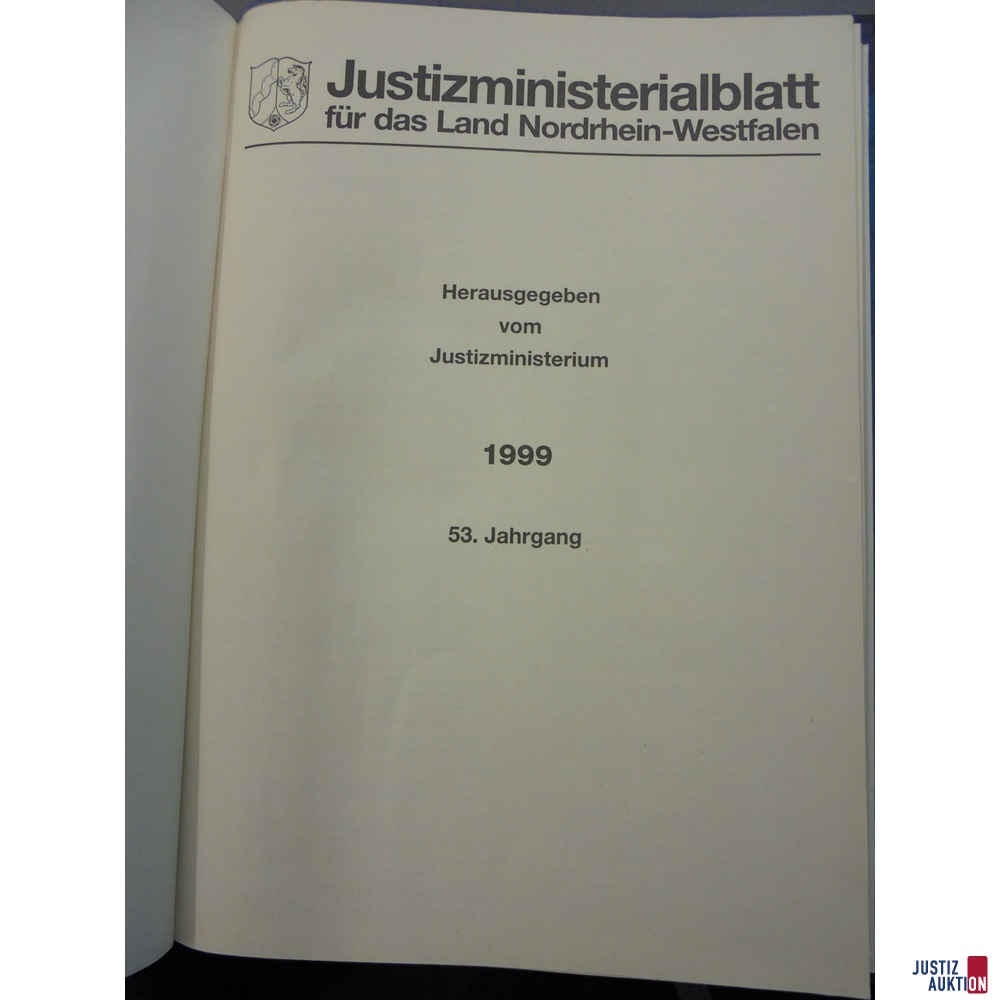 Justizministerialblatt
für das Land Nordrhein-Westfalen
Herausgegeben
vom
Justizministerium
1999
53. Jahrgang
JUSTIZ
AUKTION